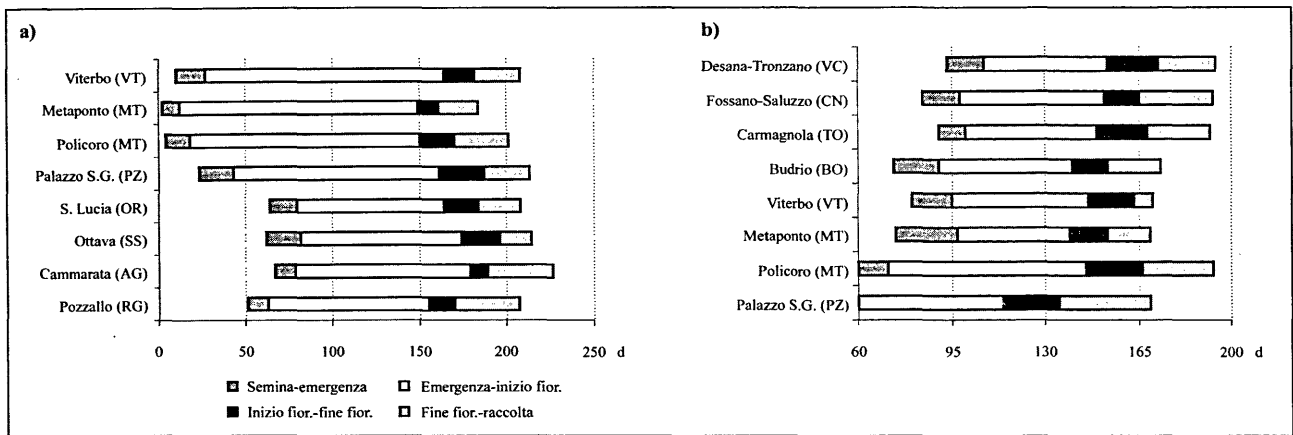 a)
Viterbo (VT)
Metaponto (MT)
Policoro (MT)
Palazzo S.G. (PZ)
S. Lucia (OR)
Ottava (SS)
Cammarata (AG)
Pozzallo (RG)
0 50 100 150 200 250 d
Semina-emergenza
Emergenza-inizio fior.
Inizio fior.-fine fior.
Fine fior.-raccolta
b)
Desana-Tronzano (VC)
Fossano-Saluzzo (CN)
Carmagnola (TO)
Budrio (BO)
Viterbo (VT)
Metaponto (MT)
Policoro (MT)
Palazzo S.G. (PZ)
60 95 130 165 200 d